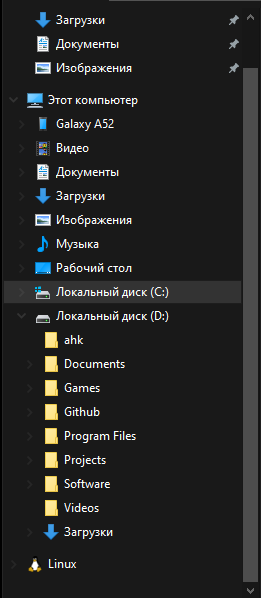 Загрузки
Документы
Изображения
Этот компьютер
Galaxy A52
Видео
Документы
Загрузки
Изображения
Музыка
Рабочий стол
Локальный диск (C:)
Локальный диск (D:)
ahk
Documents
Games
Github
Program Files
Projects
Software
Videos
Загрузки
Linux